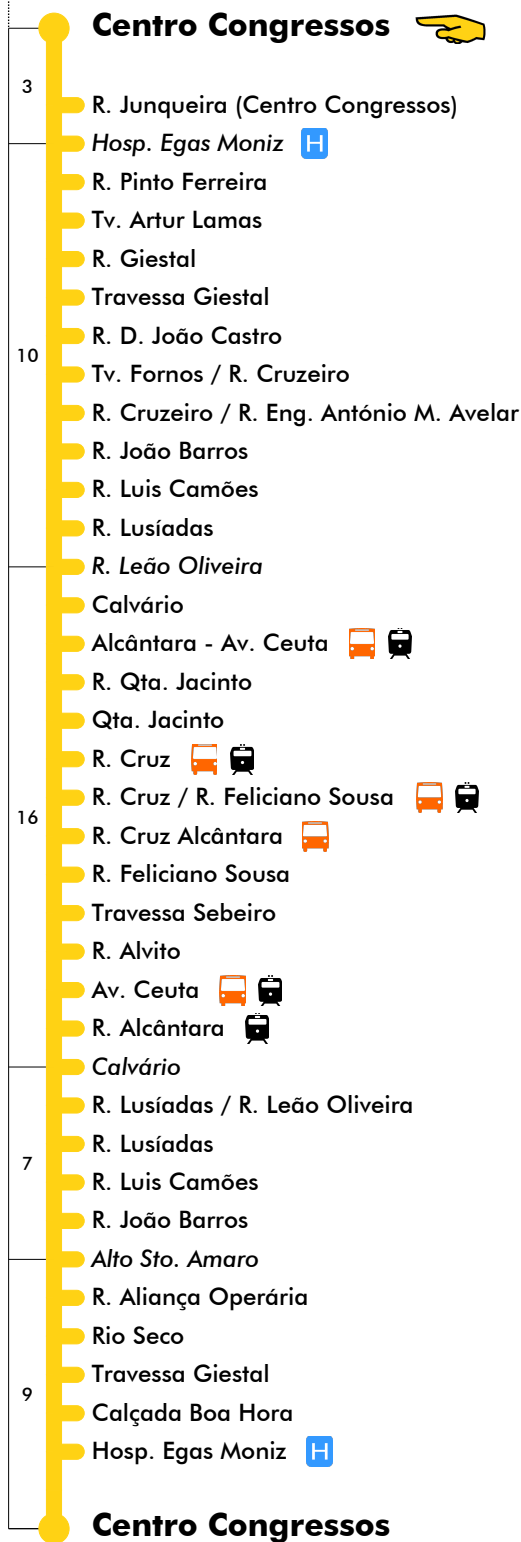 Centro Congressos
3
R. Junqueira (Centro Congressos)
Hosp. Egas Moniz H
R. Pinto Ferreira
Tv. Artur Lamas
R. Giestal
Travessa Giestal
R. D. João Castro
10
Tv. Fornos / R. Cruzeiro
R. Cruzeiro / R. Eng. António M. Avelar
R. João Barros
R. Luis Camões
R. Lusíadas
R. Leão Oliveira
Calvário
Alcântara - Av. Ceuta
R. Qta. Jacinto
Qta. Jacinto
R. Cruz
R. Cruz / R. Feliciano Sousa
16
R. Cruz Alcântara
R. Feliciano Sousa
Travessa Sebeiro
R. Alvito
Av. Ceuta
R. Alcântara
Calvário
R. Lusíadas / R. Leão Oliveira
R. Lusíadas
7
R. Luis Camões
R. João Barros
Alto Sto. Amaro
R. Aliança Operária
Rio Seco
Travessa Giestal
9
Calçada Boa Hora
Hosp. Egas Moniz H
Centro Congressos